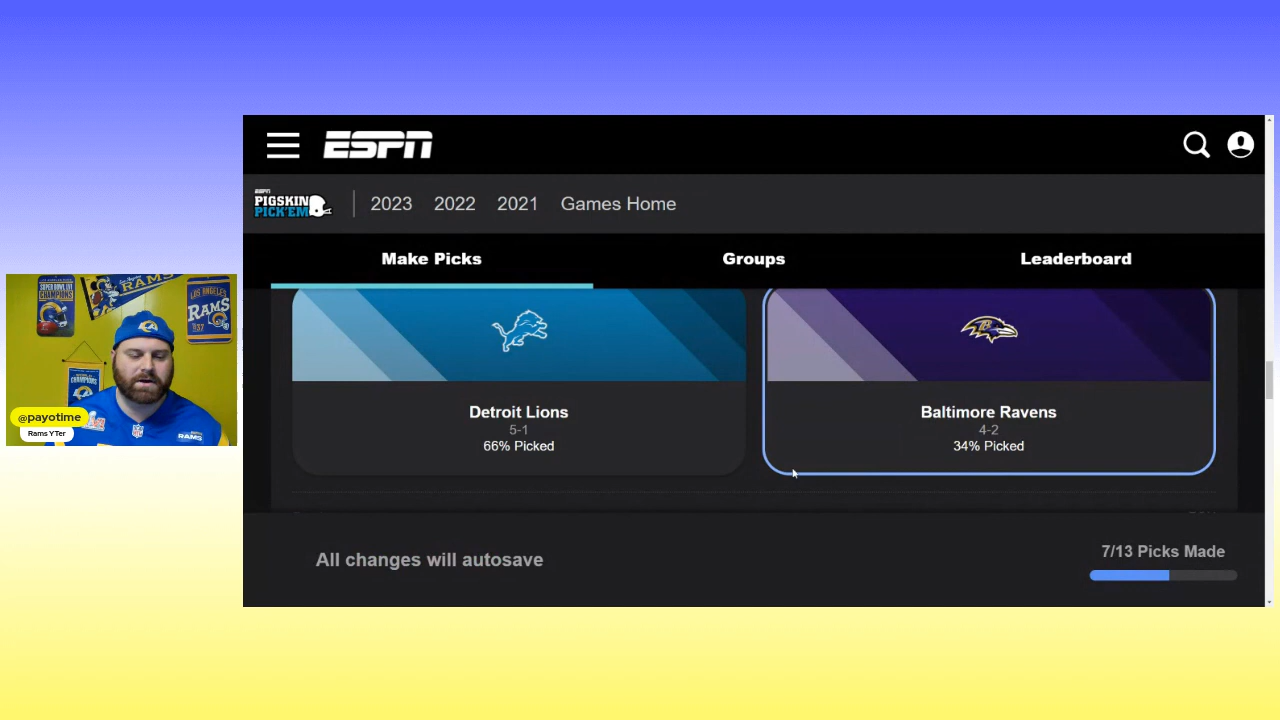 ESPN
ESPN
PIGSKIN
PICK'EM
2023
2022
2021
Games Home
Make Picks
Groups
Leaderboard
Detroit Lions
5-1
66% Picked
Baltimore Ravens
4-2
34% Picked
All changes will autosave
7/13 Picks Made
SUPER BOWL LVI
CHAMPIONS
RAMS
LOS ANGELES
RAMS
CHAMPIONS
RAMS
@payotime
Rams YTer